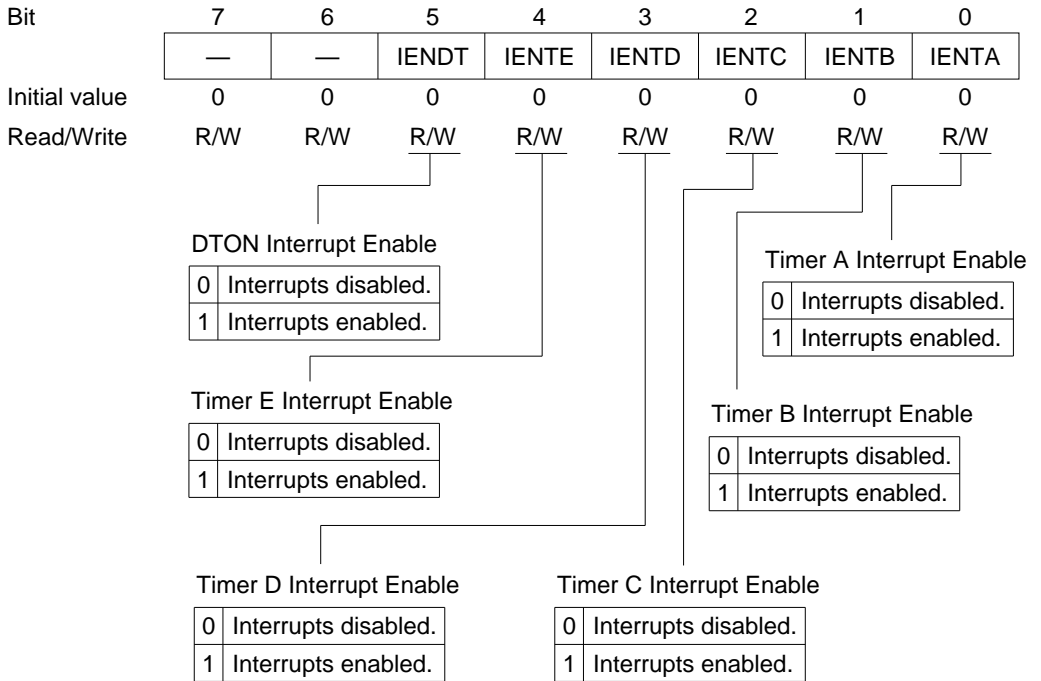 Bit 7 6 5 4 3 2 1 0
— — IENDT IENTE IENTD IENTC IENTB IENTA
Initial value 0 0 0 0 0 0 0 0
Read/Write R/W R/W R/W R/W R/W R/W R/W R/W
DTON Interrupt Enable
0 Interrupts disabled.
1 Interrupts enabled.
Timer A Interrupt Enable
0 Interrupts disabled.
1 Interrupts enabled.
Timer E Interrupt Enable
0 Interrupts disabled.
1 Interrupts enabled.
Timer B Interrupt Enable
0 Interrupts disabled.
1 Interrupts enabled.
Timer D Interrupt Enable
0 Interrupts disabled.
1 Interrupts enabled.
Timer C Interrupt Enable
0 Interrupts disabled.
1 Interrupts enabled.